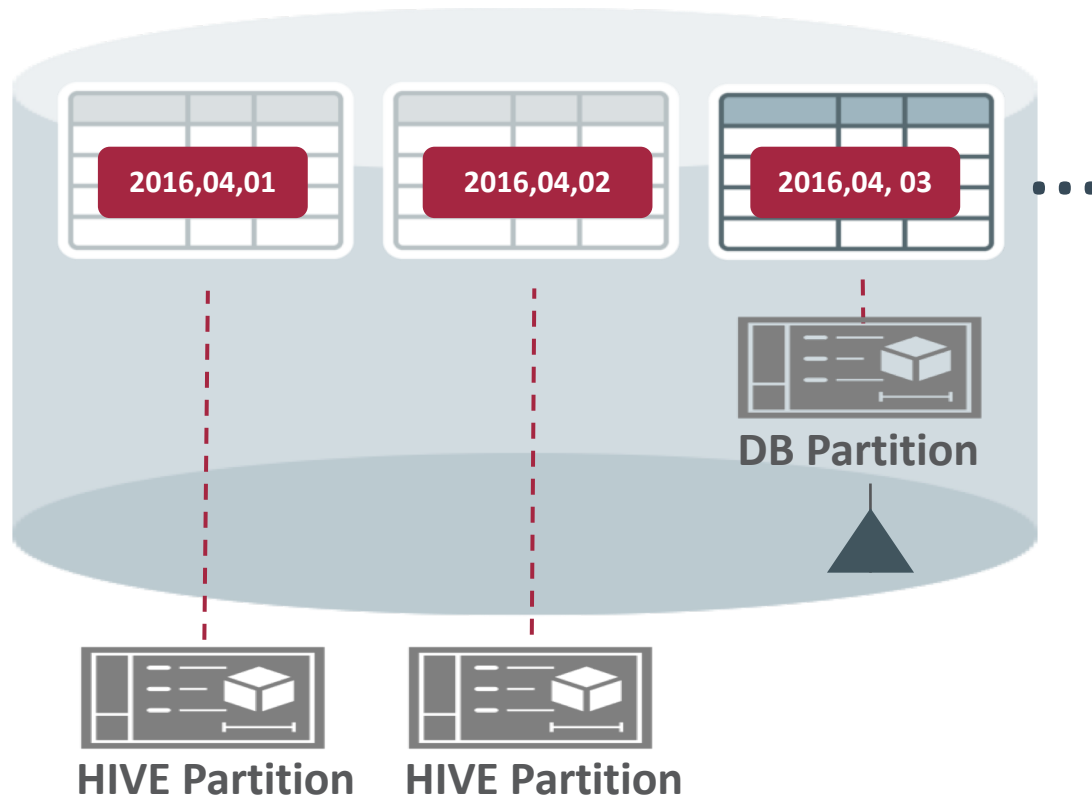 2016,04,01
2016,04,02
2016,04, 03
DB Partition
HIVE Partition
HIVE Partition